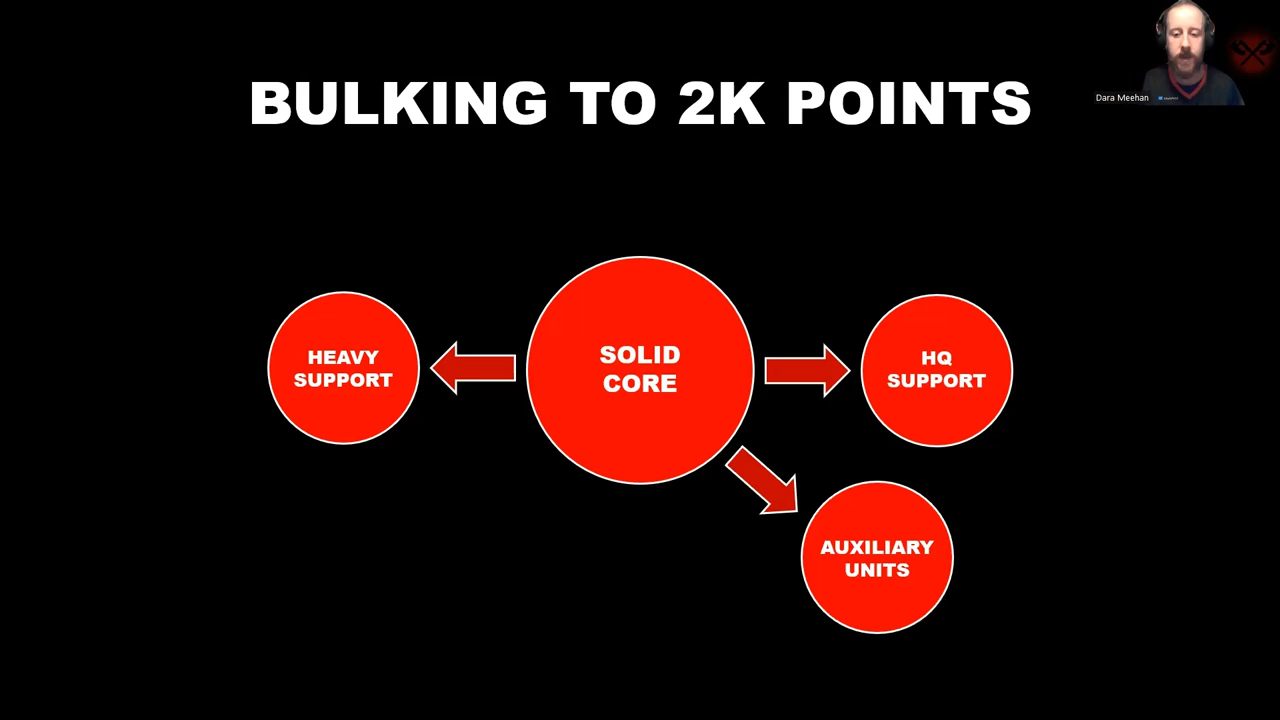 BULKING TO 2K POINTS
Dara Meehan
HEAVY
SUPPORT
SOLID
CORE
HQ
SUPPORT
AUXILIARY
UNITS